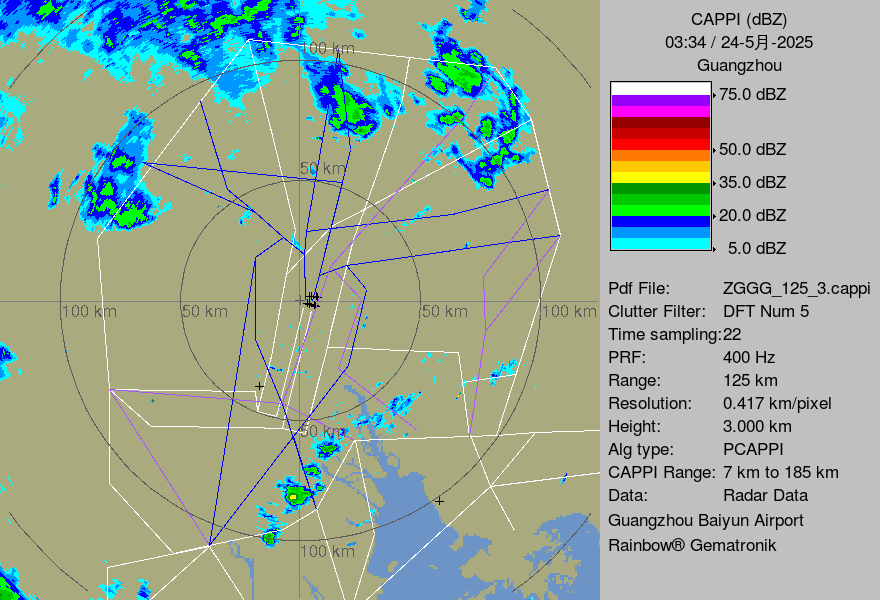 CAPPI (dBZ)
03:34 / 24-5月-2025
Guangzhou
75.0 dBZ
50.0 dBZ
35.0 dBZ
20.0 dBZ
5.0 dBZ
Pdf File: ZGGG_125_3.cappi
Clutter Filter: DFT Num 5
Time sampling:22
PRF: 400 Hz
Range: 125 km
Resolution: 0.417 km/pixel
Height: 3.000 km
Alg type: PCAPPI
CAPPI Range: 7 km to 185 km
Data: Radar Data
Guangzhou Baiyun Airport
Rainbow® Gematronik
100 km
50 km
100 km
50 km
50 km
100 km
50 km
100 km